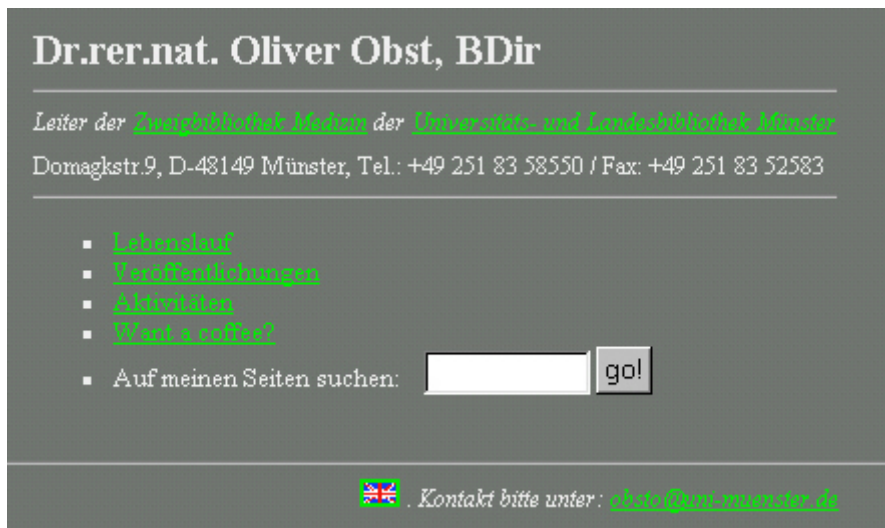 Dr.rer.nat. Oliver Obst, BDir
Leiter der Zweigbibliothek Medizin der Universitäts- und Landesbibliothek Münster
Domagkstr.9, D-48149 Münster, Tel.: +49 251 83 58550 / Fax: +49 251 83 52583
Lebenslauf
Veröffentlichungen
Aktivitäten
Want a coffee?
Auf meinen Seiten suchen: go!
. Kontakt bitte unter: obsto@uni-muenster.de